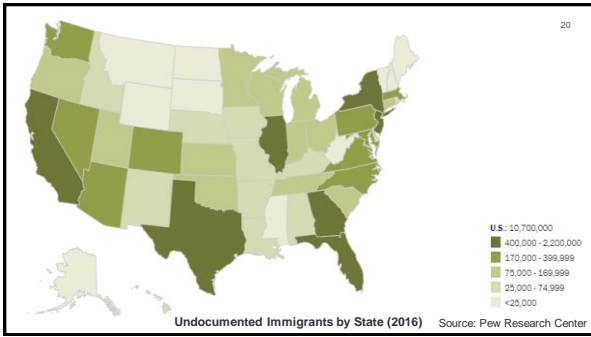 20
U.S.: 10,700,000
400,000 - 2,200,000
170,000 - 399,999
75,000 - 169,999
25,000 - 74,999
<25,000
Undocumented Immigrants by State (2016) Source: Pew Research Center